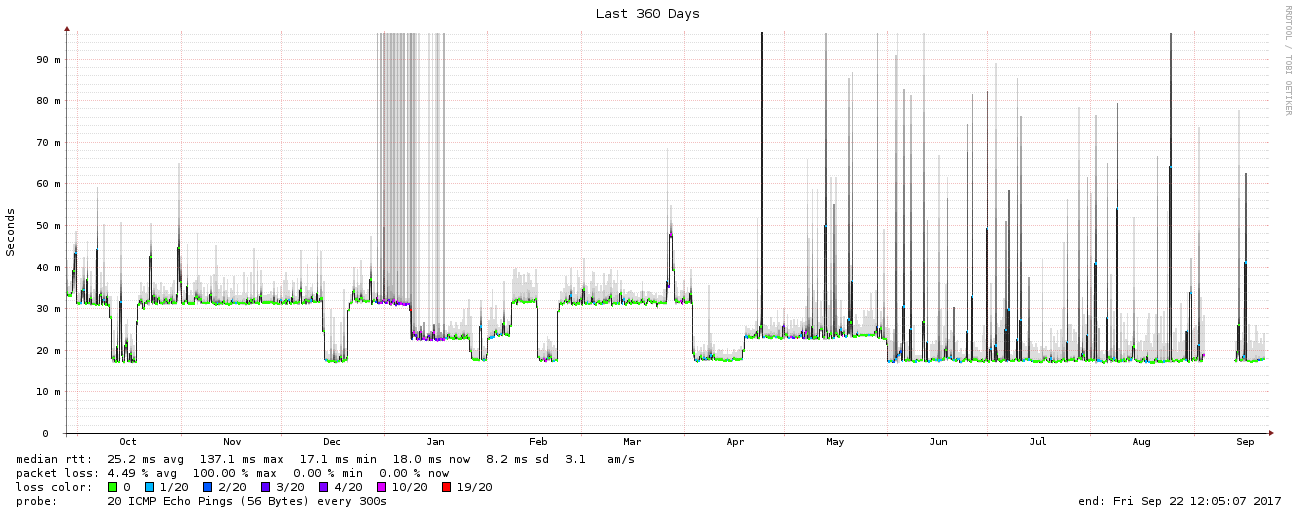 Last 360 Days
RRDTOOL / TOBI OETIKER
Seconds
90 m
80 m
70 m
60 m
50 m
40 m
30 m
20 m
10 m
0
Oct Nov Dec Jan Feb Mar Apr May Jun Jul Aug Sep
median rtt: 25.2 ms avg 137.1 ms max 17.1 ms min 18.0 ms now 8.2 ms sd 3.1 am/s
packet loss: 4.49 % avg 100.00 % max 0.00 % min 0.00 % now
loss color: 0 1/20 2/20 3/20 4/20 10/20 19/20
probe: 20 ICMP Echo Pings (56 Bytes) every 300s end: Fri Sep 22 12:05:07 2017